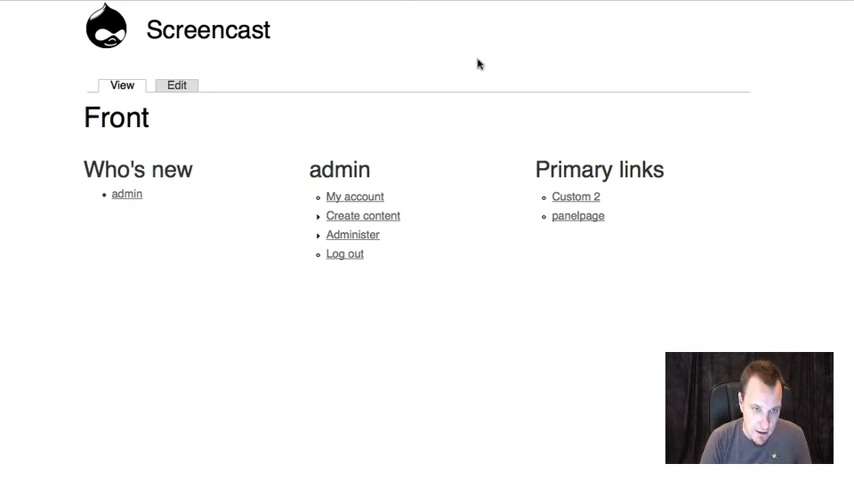 Screencast
View
Edit
Front
Who's new
admin
admin
My account
Create content
Administer
Log out
Primary links
Custom 2
panelpage